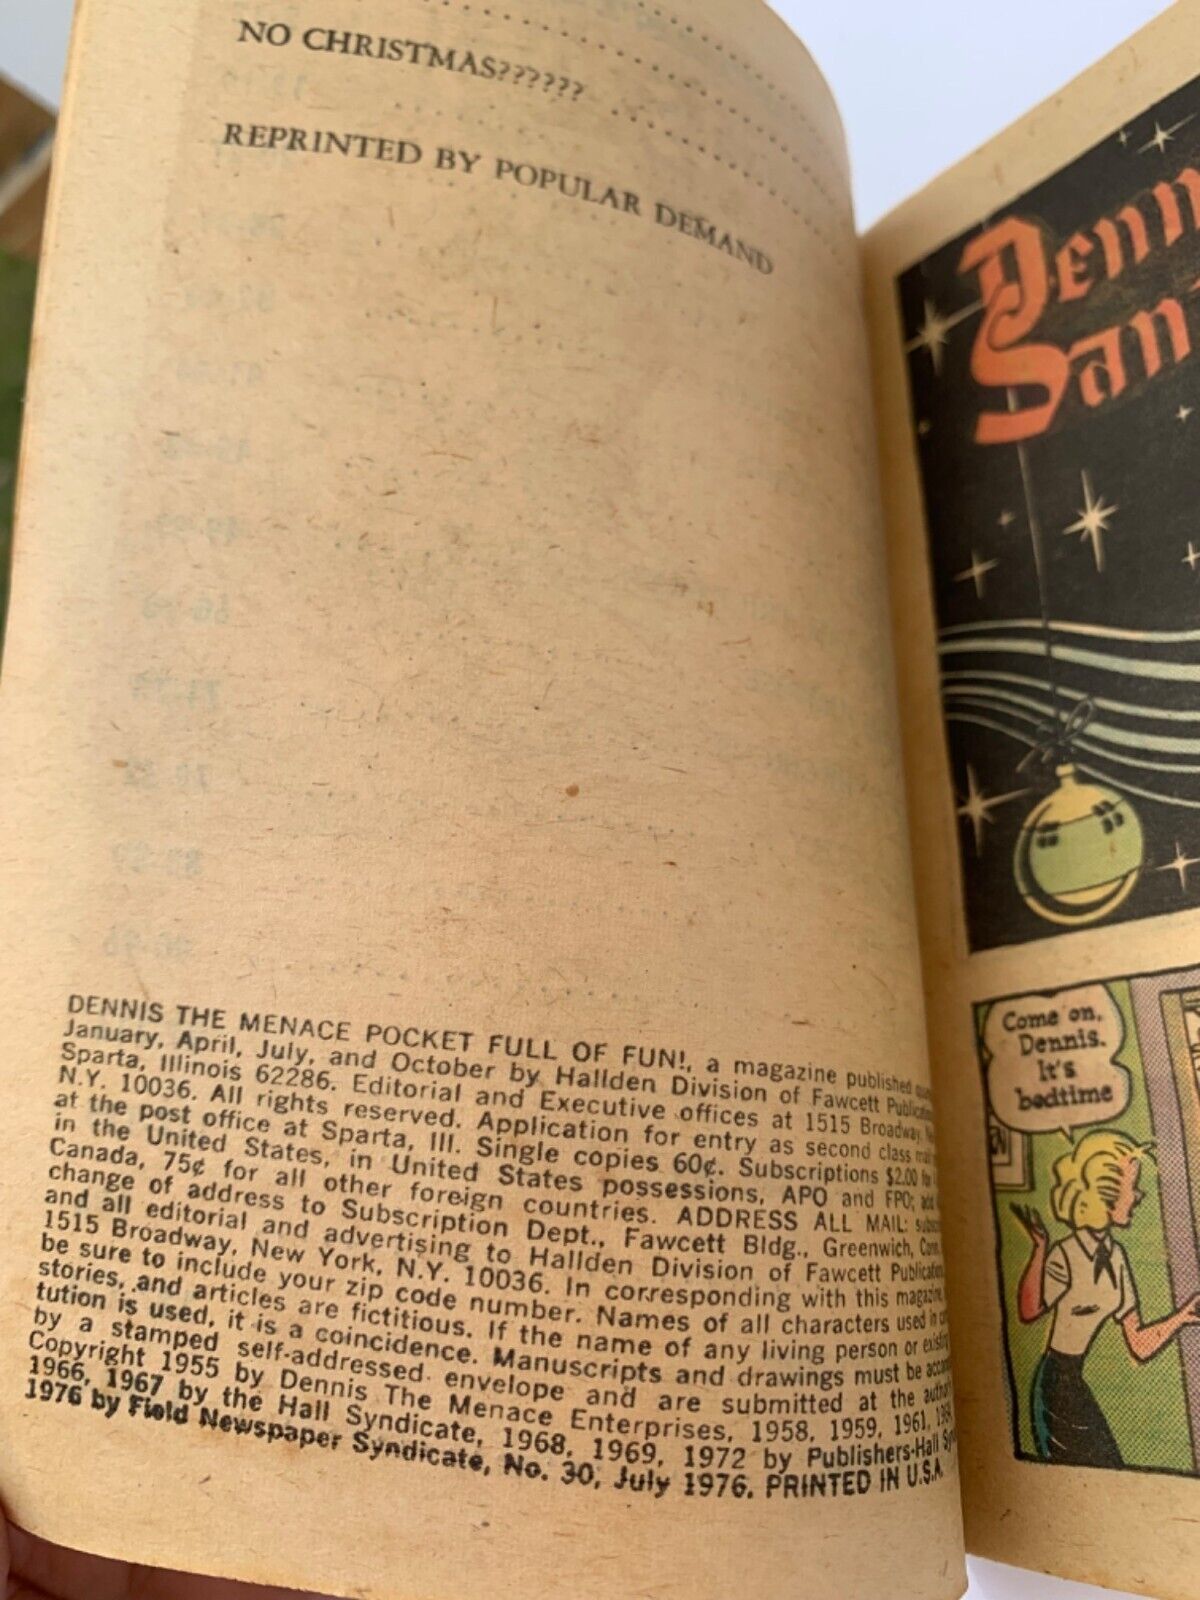 NO CHRISTMAS??????
REPRINTED BY POPULAR DEMAND
DENNIS THE MENACE POCKET FULL OF FUN!, a magazine published
January, April, July, and October by Hallden Division of Fawcett
Sparta, Illinois 62286. Editorial and Executive offices at 1515 Broadway,
N.Y. 10036. All rights reserved. Application for entry as second class
at the post office at Sparta, Ill. Single copies 60¢. Subscriptions $2.00 for
in the United States, in United States possessions, APO and FPO;
Canada, 75¢ for all other foreign countries. ADDRESS ALL MAIL:
change of address to Subscription Dept., Fawcett Bldg., Greenwich, Conn.
and all editorial and advertising to Hallden Division of Fawcett
1515 Broadway, New York, N.Y. 10036. In corresponding with this magazine,
be sure to include your zip code number. Names of all characters used in
stories, and articles are fictitious. If the name of any living person or
tution is used, it is a coincidence. Manuscripts and drawings must be
by a stamped self-addressed envelope and are submitted at the
Copyright 1955 by Dennis The Menace Enterprises, 1958, 1959, 1961,
1966, 1967 by the Hall Syndicate, 1968, 1969, 1972 by Publishers-Hall
1976 by Field Newspaper Syndicate, No. 30, July 1976. PRINTED IN U.S.A.
Denn
San
Come on,
Dennis.
It's
bedtime